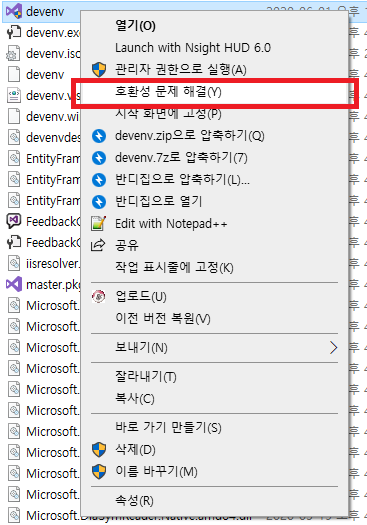 devenv
devenv.exe
devenv.iso
devenv
devenv.vs
devenv.wi
devenvdes
EntityFram
EntityFram
EntityFram
FeedbackC
FeedbackC
iisresolver.
master.pkg
Microsoft.
Microsoft.
Microsoft.
Microsoft.
Microsoft.
Microsoft.
Microsoft.
Microsoft.
Microsoft.
Microsoft.DiaSymReader.Native.amd64.dll
열기(O)
Launch with Nsight HUD 6.0
관리자 권한으로 실행(A)
호환성 문제 해결(Y)
시작 화면에 고정(P)
devenv.zip으로 압축하기(Q)
devenv.7z로 압축하기(7)
반디집으로 압축하기(L)...
반디집으로 열기
Edit with Notepad++
공유
작업 표시줄에 고정(K)
업로드(U)
이전 버전 복원(V)
보내기(N)
잘라내기(T)
복사(C)
바로 가기 만들기(S)
삭제(D)
이름 바꾸기(M)
속성(R)